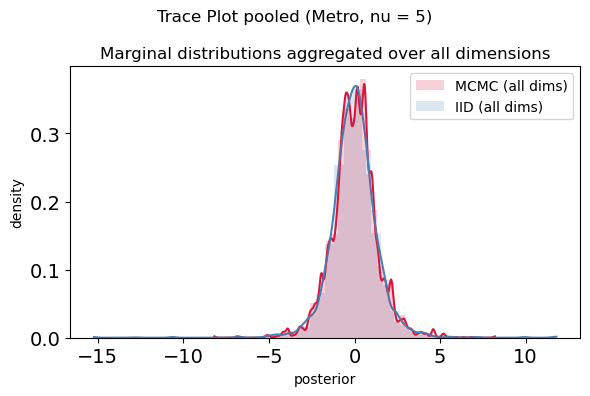 Trace Plot pooled (Metro, nu = 5)
Marginal distributions aggregated over all dimensions
MCMC (all dims)
IID (all dims)
density
0.3
0.2
0.1
0.0
−15
−10
−5
0
5
10
posterior